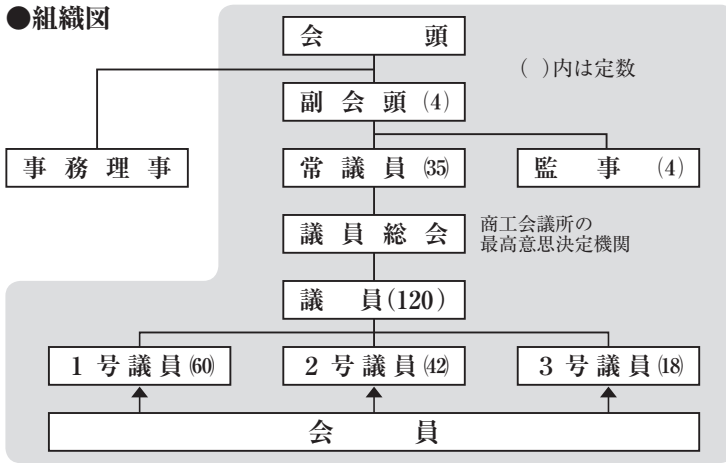 ●組織図
会頭
( )内は定数
副会頭(4)
事務理事
常議員(35)
監事(4)
議員総会
商工会議所の
最高意思決定機関
議員(120)
1号議員(60)
2号議員(42)
3号議員(18)
会員